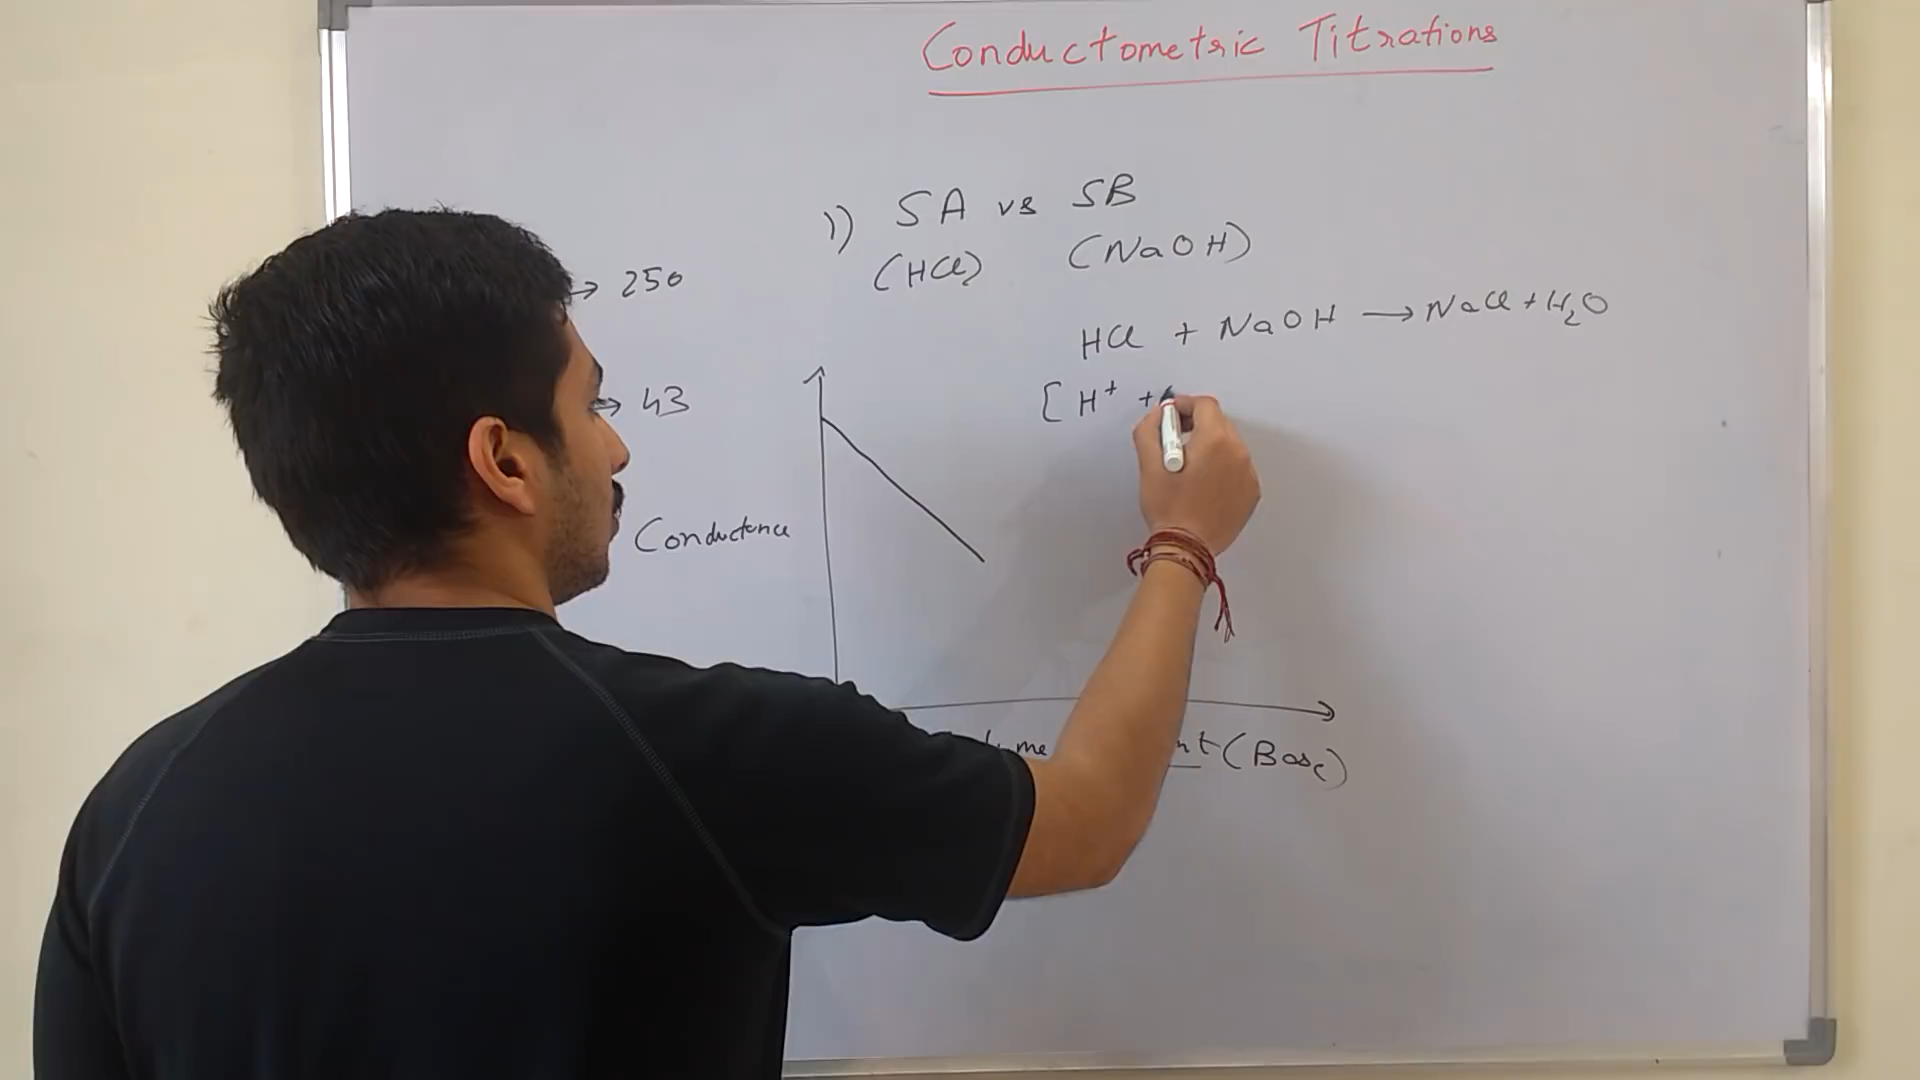 Conductometric Titrations
1) SA vs SB
(HCl) (NaOH)
→ 250
HCl + NaOH → NaCl + H₂O
→ 43
[ H⁺ +
Conductance
(Base)